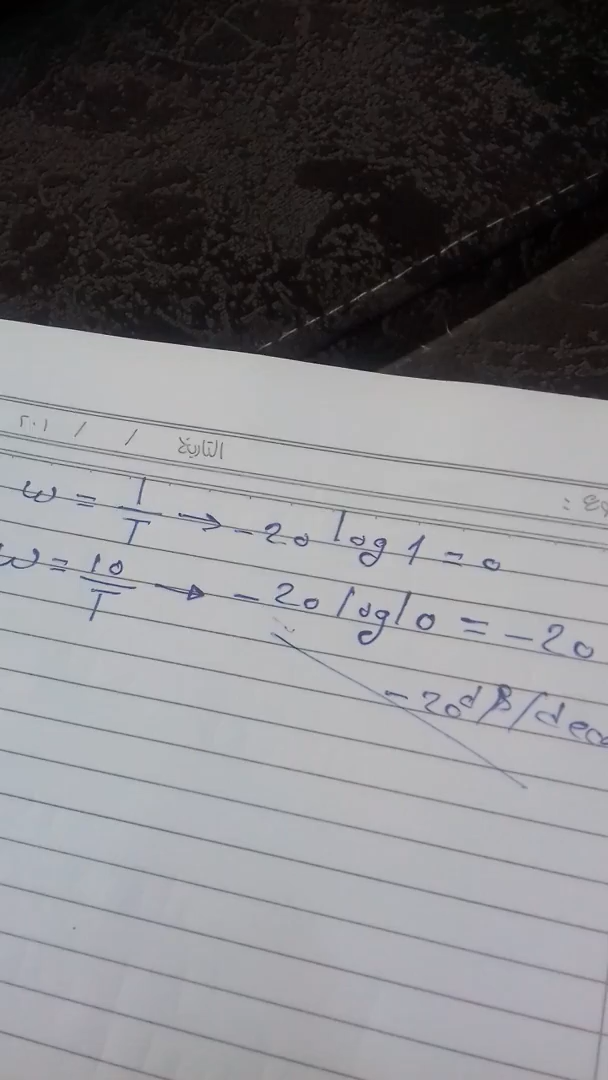 التاريخ / / ٢٠١
ω = 1/T → -20 log 1 = 0
ω = 10/T → -20 log 10 = -20
-20 dB/dec